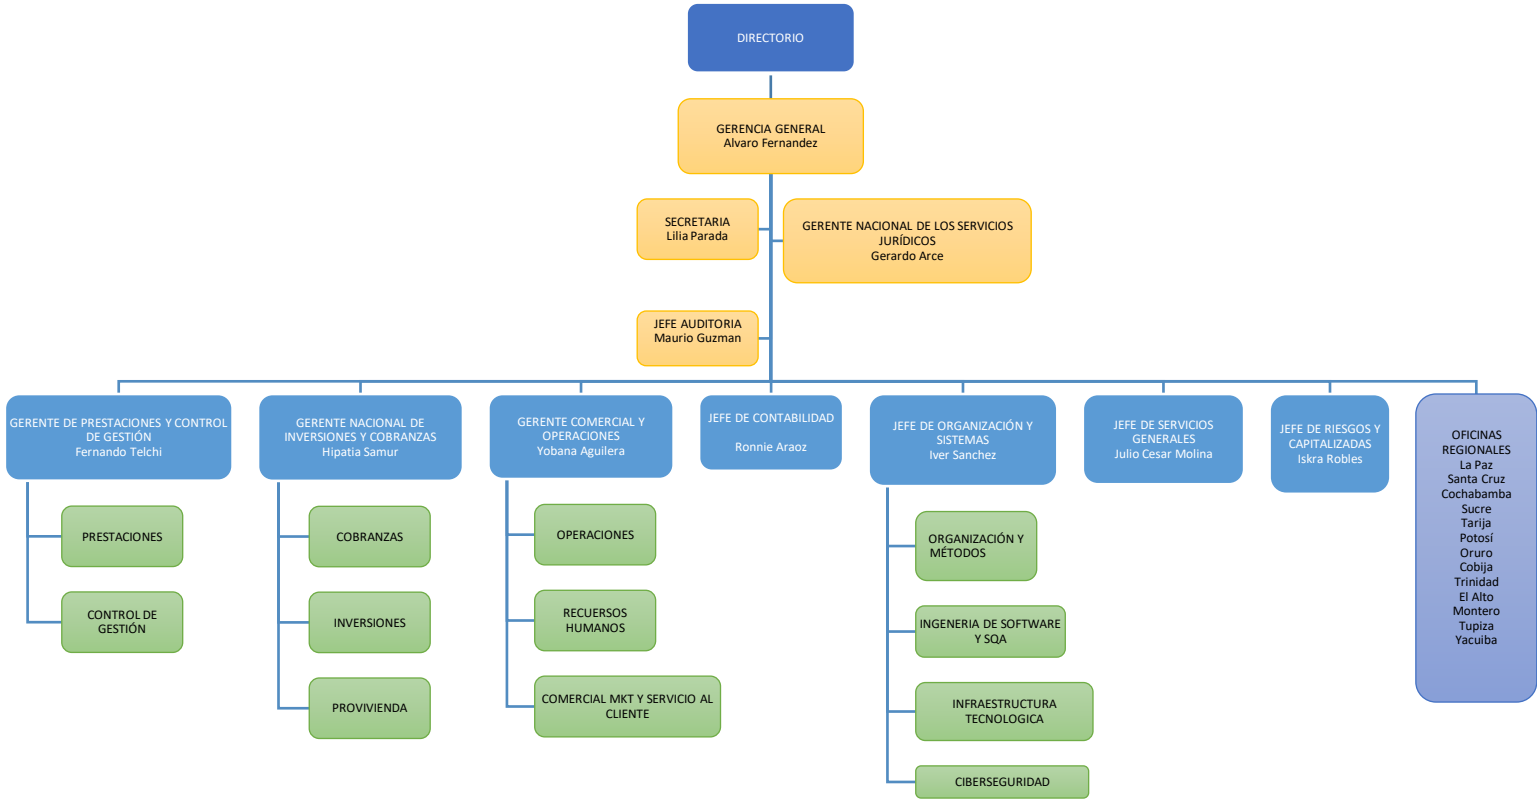 DIRECTORIO
GERENCIA GENERAL
Alvaro Fernandez
SECRETARIA
Lilia Parada
GERENTE NACIONAL DE LOS SERVICIOS
JURÍDICOS
Gerardo Arce
JEFE AUDITORIA
Maurio Guzman
GERENTE DE PRESTACIONES Y CONTROL
DE GESTIÓN
Fernando Telchi
GERENTE NACIONAL DE
INVERSIONES Y COBRANZAS
Hipatia Samur
GERENTE COMERCIAL Y
OPERACIONES
Yobana Aguilera
JEFE DE CONTABILIDAD
Ronnie Araoz
JEFE DE ORGANIZACIÓN Y
SISTEMAS
Iver Sanchez
JEFE DE SERVICIOS
GENERALES
Julio Cesar Molina
JEFE DE RIESGOS Y
CAPITALIZADAS
Iskra Robles
OFICINAS
REGIONALES
La Paz
Santa Cruz
Cochabamba
Sucre
Tarija
Potosí
Oruro
Cobija
Trinidad
El Alto
Montero
Tupiza
Yacuiba
PRESTACIONES
CONTROL DE
GESTIÓN
COBRANZAS
INVERSIONES
PROVIVIENDA
OPERACIONES
RECUERSOS
HUMANOS
COMERCIAL MKT Y SERVICIO AL
CLIENTE
ORGANIZACIÓN Y
MÉTODOS
INGENERIA DE SOFTWARE
Y SQA
INFRAESTRUCTURA
TECNOLOGICA
CIBERSEGURIDAD